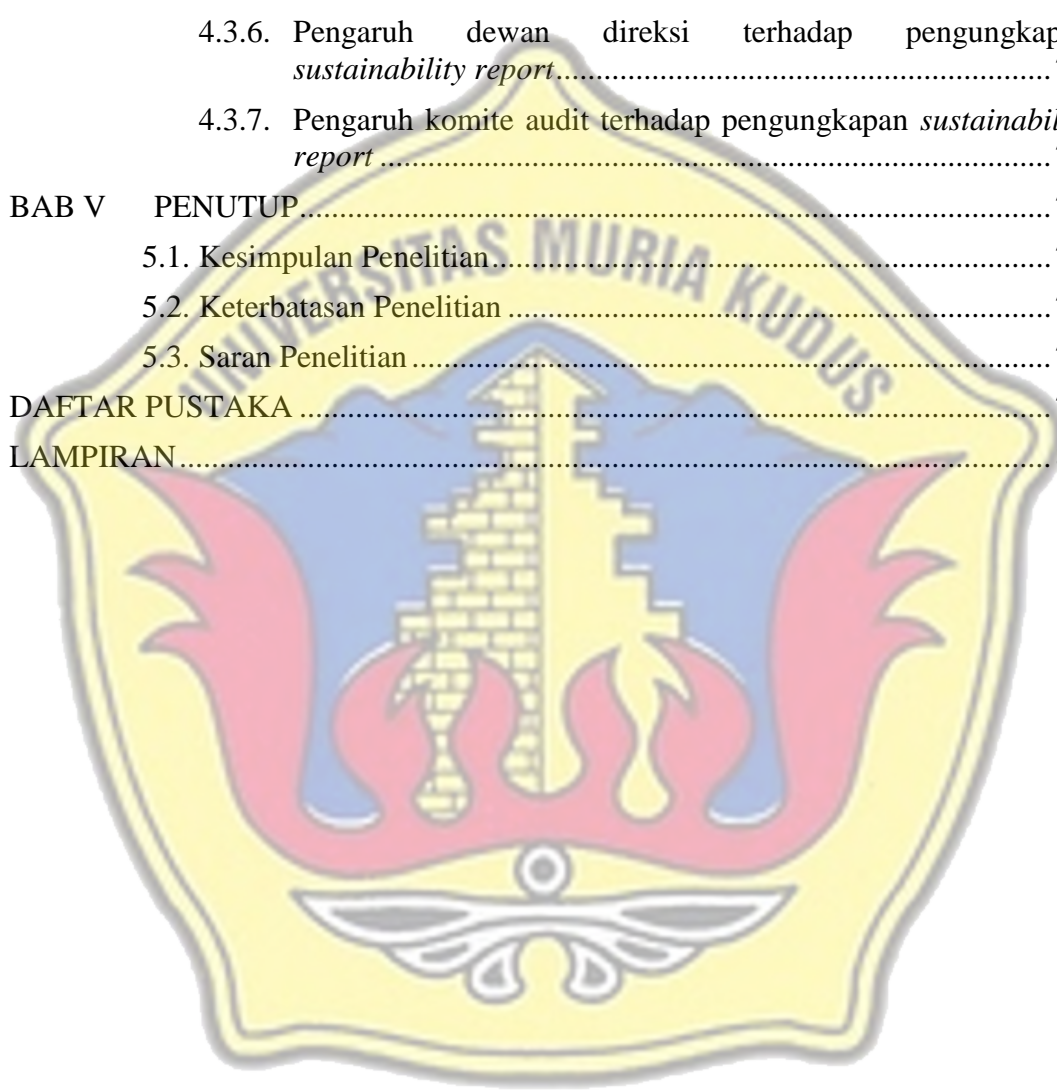 4.3.6. Pengaruh dewan direksi terhadap
sustainability report
4.3.7. Pengaruh komite audit terhadap pengungkapan
report
BAB V PENUTUP
5.1. Kesimpulan Penelitian
5.2. Keterbatasan Penelitian
5.3. Saran Penelitian
DAFTAR PUSTAKA
LAMPIRAN
UNIVERSITAS MURIA KUDUS